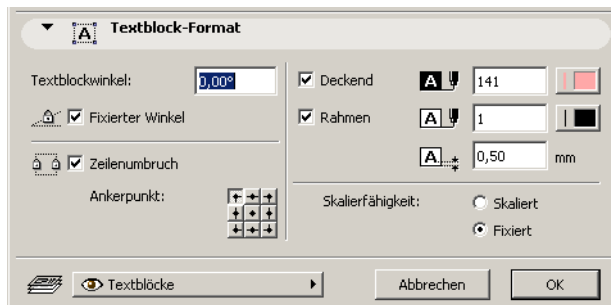 Textblock-Format
Textblockwinkel: 0,00°
Fixierter Winkel
Zeilenumbruch
Ankerpunkt:
Deckend A 141
Rahmen A 1
A 0,50 mm
Skalierfähigkeit: Skaliert
Fixiert
Textblöcke
Abbrechen OK